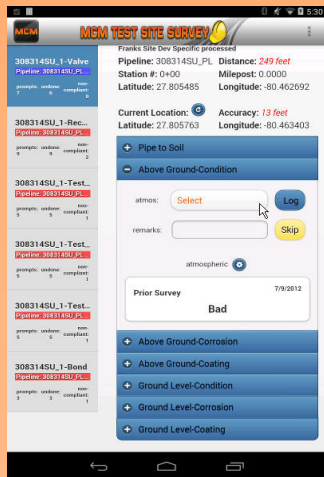 5:30
MCM
MCM TEST SITE SURVEY
308314SU_1-Valve
Pipeline: 308314SU_PL...
prompts: undone: non-compliant:
7 6 6
308314SU_1-Rec...
Pipeline: 308314SU_PL...
prompts: undone: non-compliant:
9 9 2
308314SU_1-Test...
Pipeline: 308314SU_PL...
prompts: undone: non-compliant:
5 5 1
308314SU_1-Test...
Pipeline: 308314SU_PL...
prompts: undone: non-compliant:
5 5 1
308314SU_1-Test...
Pipeline: 308314SU_PL...
prompts: undone: non-compliant:
5 5 1
308314SU_1-Bond
Pipeline: 308314SU_PL...
prompts: undone: non-compliant:
3 3 1
Franks Site Dev Specific processed
Pipeline: 308314SU_PL Distance: 249 feet
Station #: 0+00 Milepost: 0.0000
Latitude: 27.805485 Longitude: -80.462692
Current Location: Accuracy: 13 feet
Latitude: 27.805763 Longitude: -80.463403
Pipe to Soil
Above Ground-Condition
atmos: Select Log
remarks: Skip
atmospheric
Prior Survey 7/9/2012
Bad
Above Ground-Corrosion
Above Ground-Coating
Ground Level-Condition
Ground Level-Corrosion
Ground Level-Coating